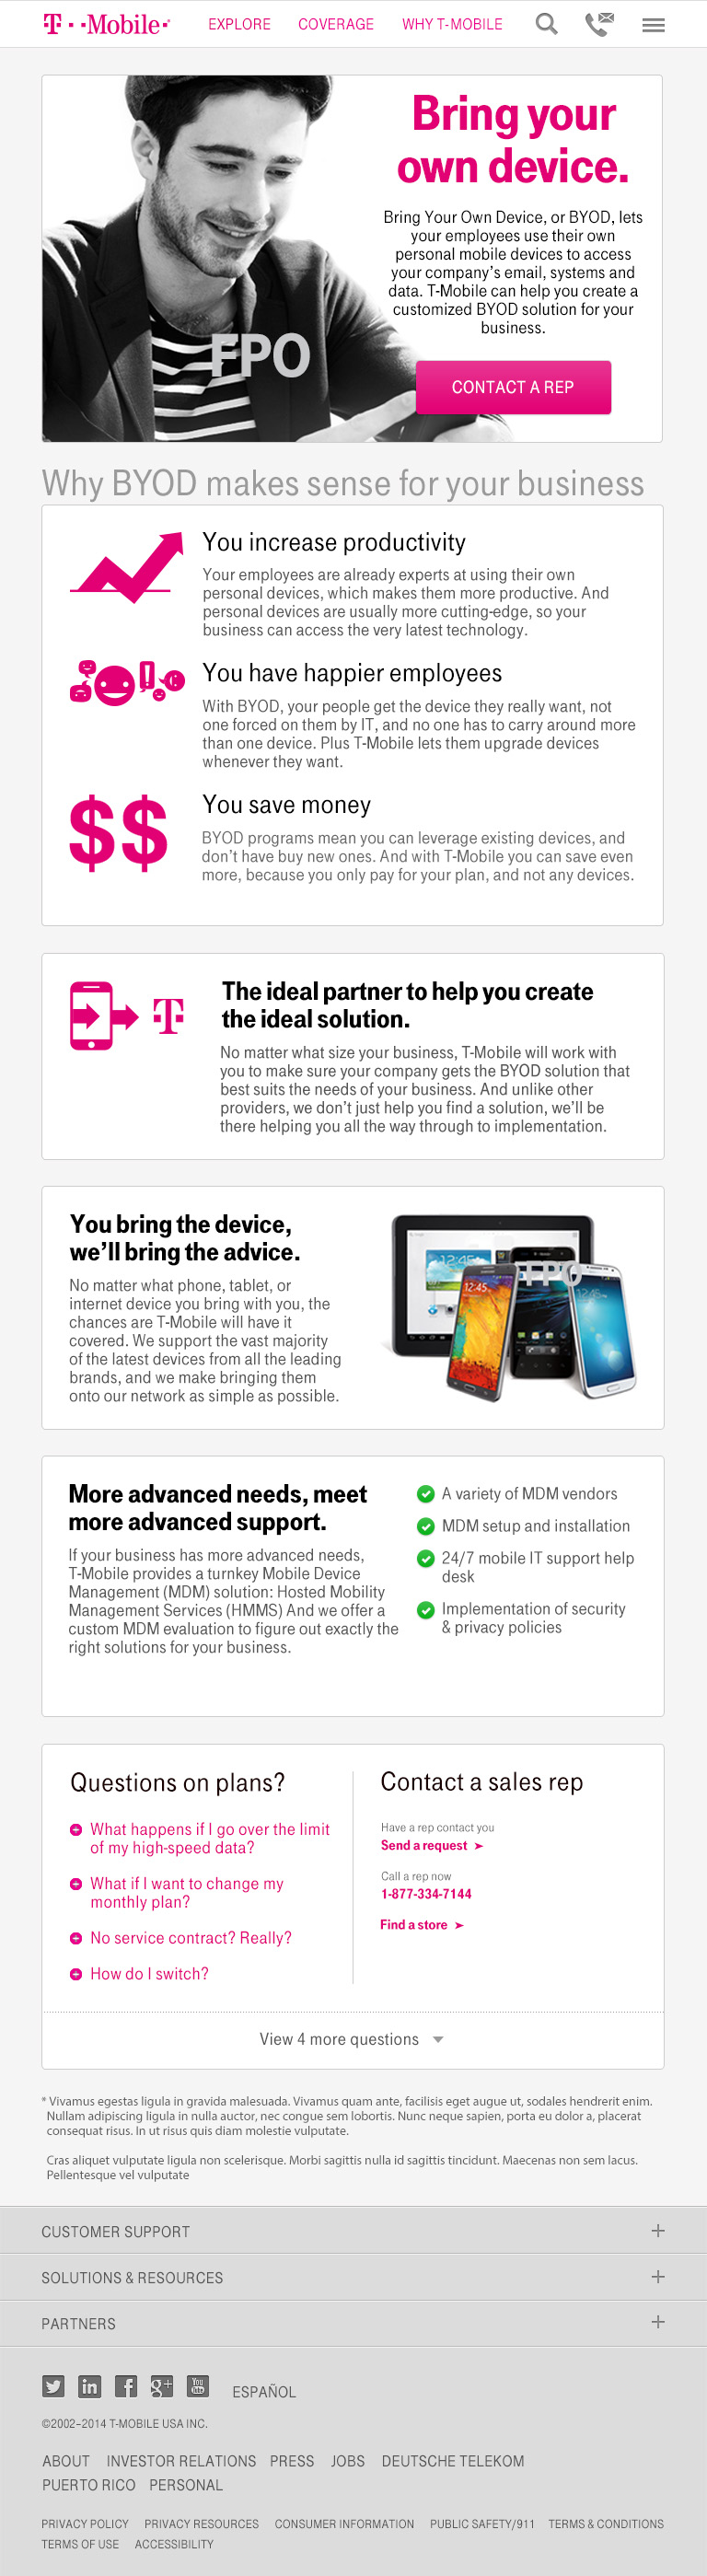 T··Mobile·
EXPLORE COVERAGE WHY T-MOBILE
Bring your
own device.
Bring Your Own Device, or BYOD, lets
your employees use their own
personal mobile devices to access
your company's email, systems and
data. T-Mobile can help you create a
customized BYOD solution for your
business.
FPO
CONTACT A REP
Why BYOD makes sense for your business
You increase productivity
Your employees are already experts at using their own
personal devices, which makes them more productive. And
personal devices are usually more cutting-edge, so your
business can access the very latest technology.
You have happier employees
With BYOD, your people get the device they really want, not
one forced on them by IT, and no one has to carry around more
than one device. Plus T-Mobile lets them upgrade devices
whenever they want.
$$
You save money
BYOD programs mean you can leverage existing devices, and
don't have buy new ones. And with T-Mobile you can save even
more, because you only pay for your plan, and not any devices.
T
The ideal partner to help you create
the ideal solution.
No matter what size your business, T-Mobile will work with
you to make sure your company gets the BYOD solution that
best suits the needs of your business. And unlike other
providers, we don't just help you find a solution, we'll be
there helping you all the way through to implementation.
You bring the device,
we'll bring the advice.
No matter what phone, tablet, or
internet device you bring with you, the
chances are T-Mobile will have it
covered. We support the vast majority
of the latest devices from all the leading
brands, and we make bringing them
onto our network as simple as possible.
12:45
FPO
12:45
More advanced needs, meet
more advanced support.
If your business has more advanced needs,
T-Mobile provides a turnkey Mobile Device
Management (MDM) solution: Hosted Mobility
Management Services (HMMS) And we offer a
custom MDM evaluation to figure out exactly the
right solutions for your business.
A variety of MDM vendors
MDM setup and installation
24/7 mobile IT support help
desk
Implementation of security
& privacy policies
Questions on plans?
What happens if I go over the limit
of my high-speed data?
What if I want to change my
monthly plan?
No service contract? Really?
How do I switch?
Contact a sales rep
Have a rep contact you
Send a request
Call a rep now
1-877-334-7144
Find a store
View 4 more questions
* Vivamus egestas ligula in gravida malesuada. Vivamus quam ante, facilisis eget augue ut, sodales hendrerit enim.
Nullam adipiscing ligula in nulla auctor, nec congue sem lobortis. Nunc neque sapien, porta eu dolor a, placerat
consequat risus. In ut risus quis diam molestie vulputate.
Cras aliquet vulputate ligula non scelerisque. Morbi sagittis nulla id sagittis tincidunt. Maecenas non sem lacus.
Pellentesque vel vulputate
CUSTOMER SUPPORT
SOLUTIONS & RESOURCES
PARTNERS
in f g+ You Tube ESPAÑOL
©2002–2014 T-MOBILE USA INC.
ABOUT INVESTOR RELATIONS PRESS JOBS DEUTSCHE TELEKOM
PUERTO RICO PERSONAL
PRIVACY POLICY PRIVACY RESOURCES CONSUMER INFORMATION PUBLIC SAFETY/911 TERMS & CONDITIONS
TERMS OF USE ACCESSIBILITY